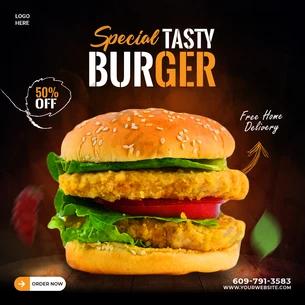 LOGO
HERE
Special TASTY
BURGER
50%
OFF
Free Home
Delivery
ORDER NOW
609-791-3583
WWW.YOURWEBSITE.COM